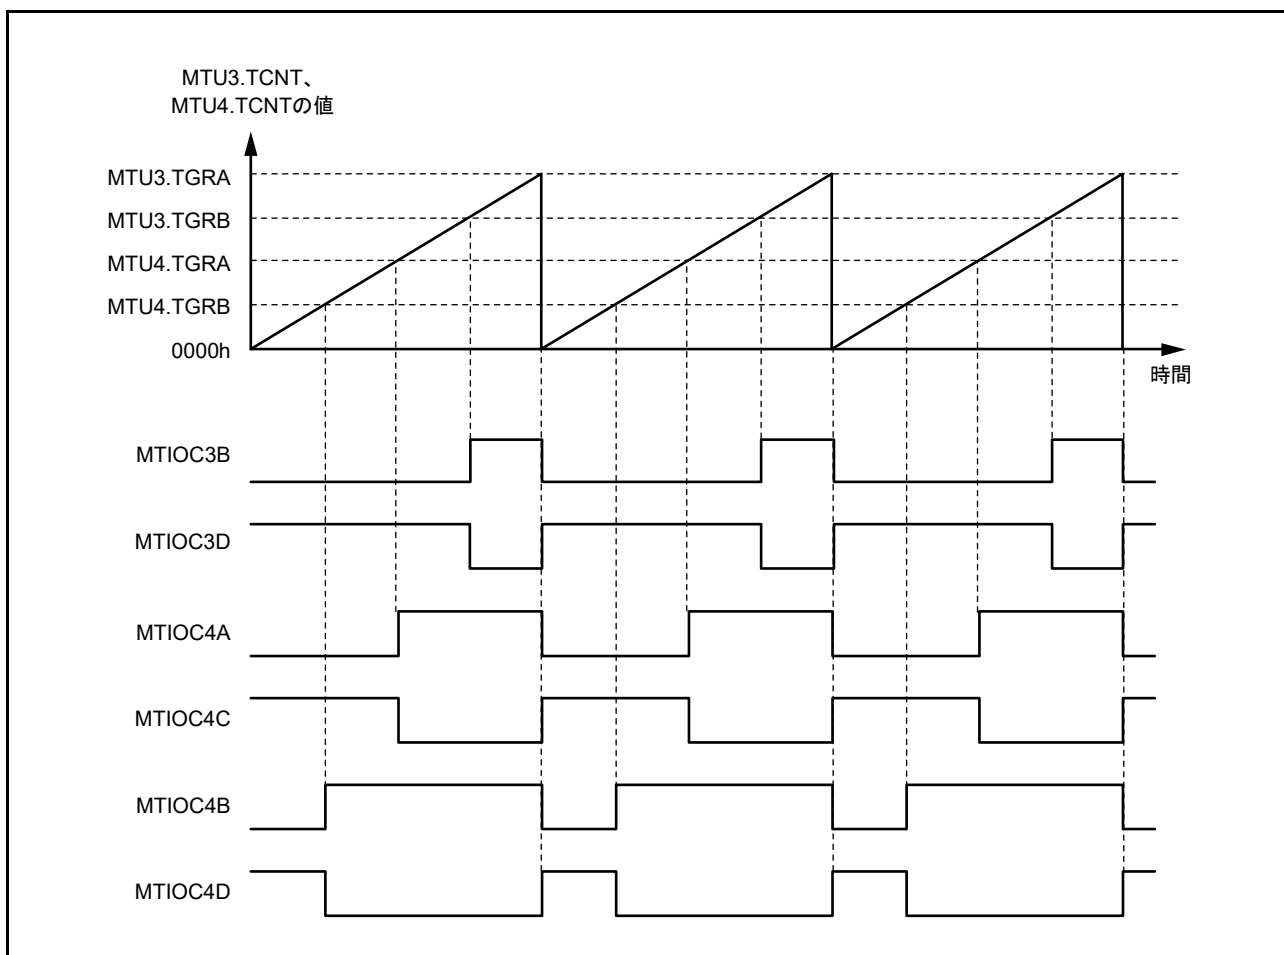 MTU3.TCNT、
MTU4.TCNTの値
MTU3.TGRA
MTU3.TGRB
MTU4.TGRA
MTU4.TGRB
0000h
時間
MTIOC3B
MTIOC3D
MTIOC4A
MTIOC4C
MTIOC4B
MTIOC4D